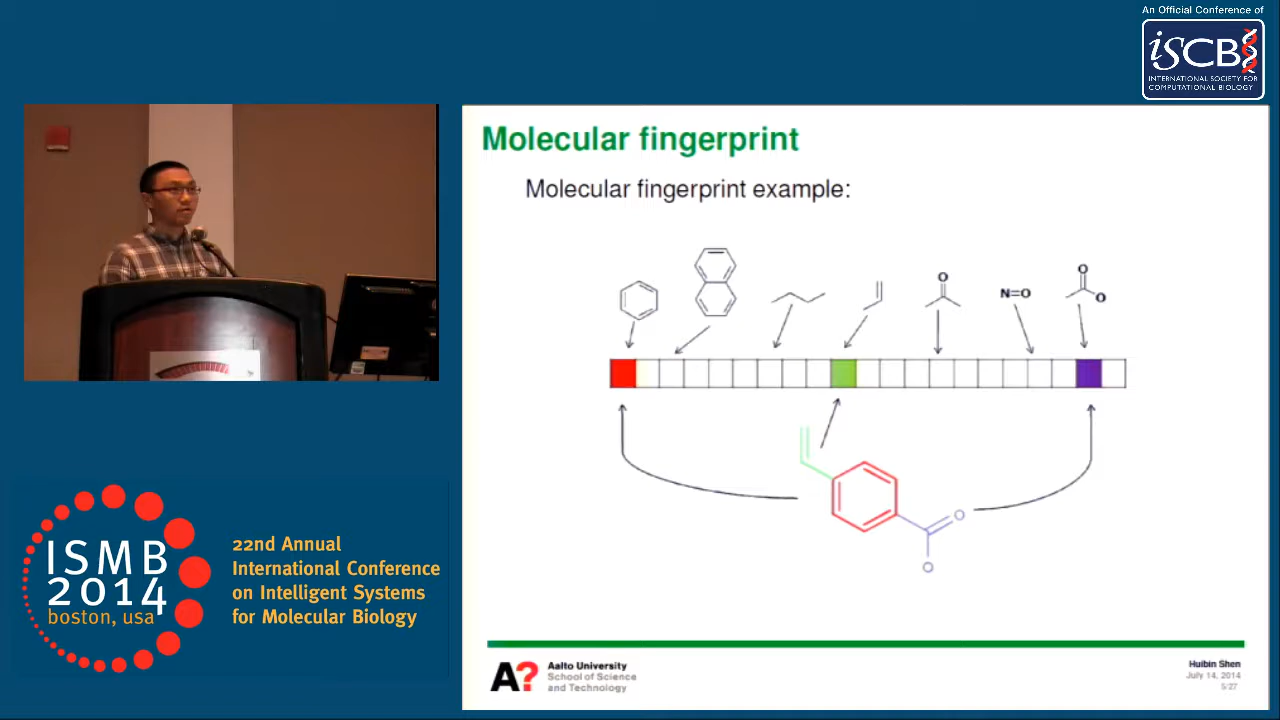 An Official Conference of
iSCB
INTERNATIONAL SOCIETY FOR
COMPUTATIONAL BIOLOGY
Molecular fingerprint
Molecular fingerprint example:
O
O
N=O
O
O
O
O
ISMB
2014
boston, usa
22nd Annual
International Conference
on Intelligent Systems
for Molecular Biology
A?
Aalto University
School of Science
and Technology
Huibin Shen
July 14, 2014
5/27